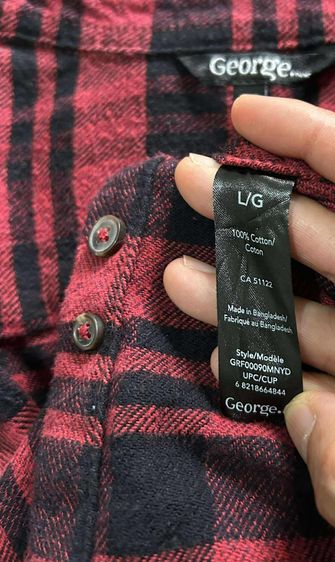 George.
L/G
100% Cotton/
Coton
CA 51122
Made in Bangladesh/
Fabriqué au Bangladesh
Style/Modèle
GRF00090MNYD
UPC/CUP
6 8218664844
George.